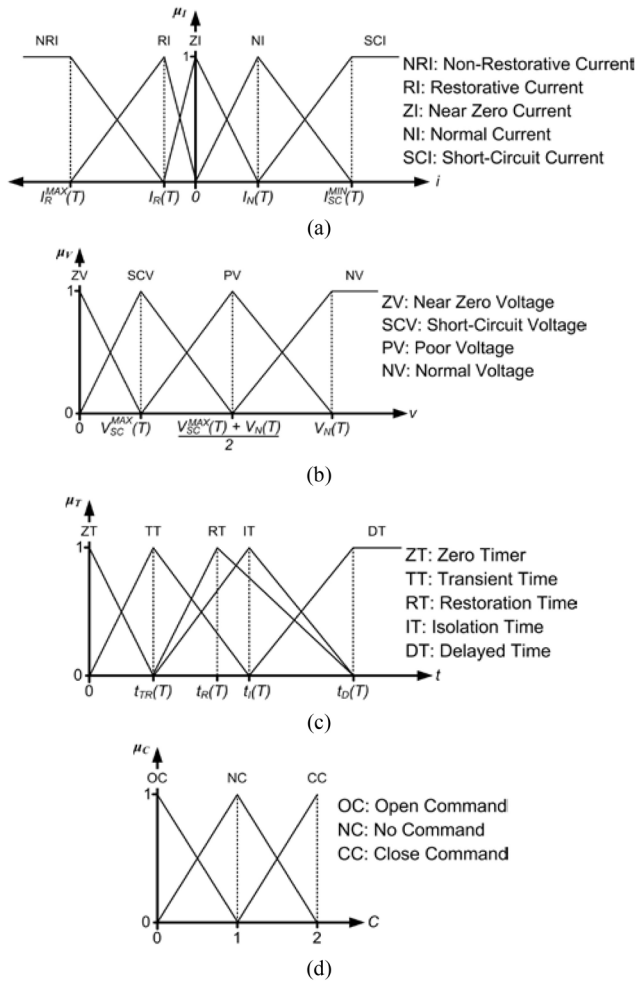 μI
NRI RI ZI NI SCI
1
NRI: Non-Restorative Current
RI: Restorative Current
ZI: Near Zero Current
NI: Normal Current
SCI: Short-Circuit Current
I_R^MAX(T) I_R(T) 0 I_N(T) I_SC^MIN(T) i
(a)
μV
ZV SCV PV NV
1
ZV: Near Zero Voltage
SCV: Short-Circuit Voltage
PV: Poor Voltage
NV: Normal Voltage
0
0 V_SC^MAX(T) V_SC^MAX(T) + V_N(T) V_N(T) v
2
(b)
μT
ZT TT RT IT DT
1
ZT: Zero Timer
TT: Transient Time
RT: Restoration Time
IT: Isolation Time
DT: Delayed Time
0
0 t_TR(T) t_R(T) t_I(T) t_D(T) t
(c)
μC
OC NC CC
1
OC: Open Command
NC: No Command
CC: Close Command
0
0 1 2 C
(d)